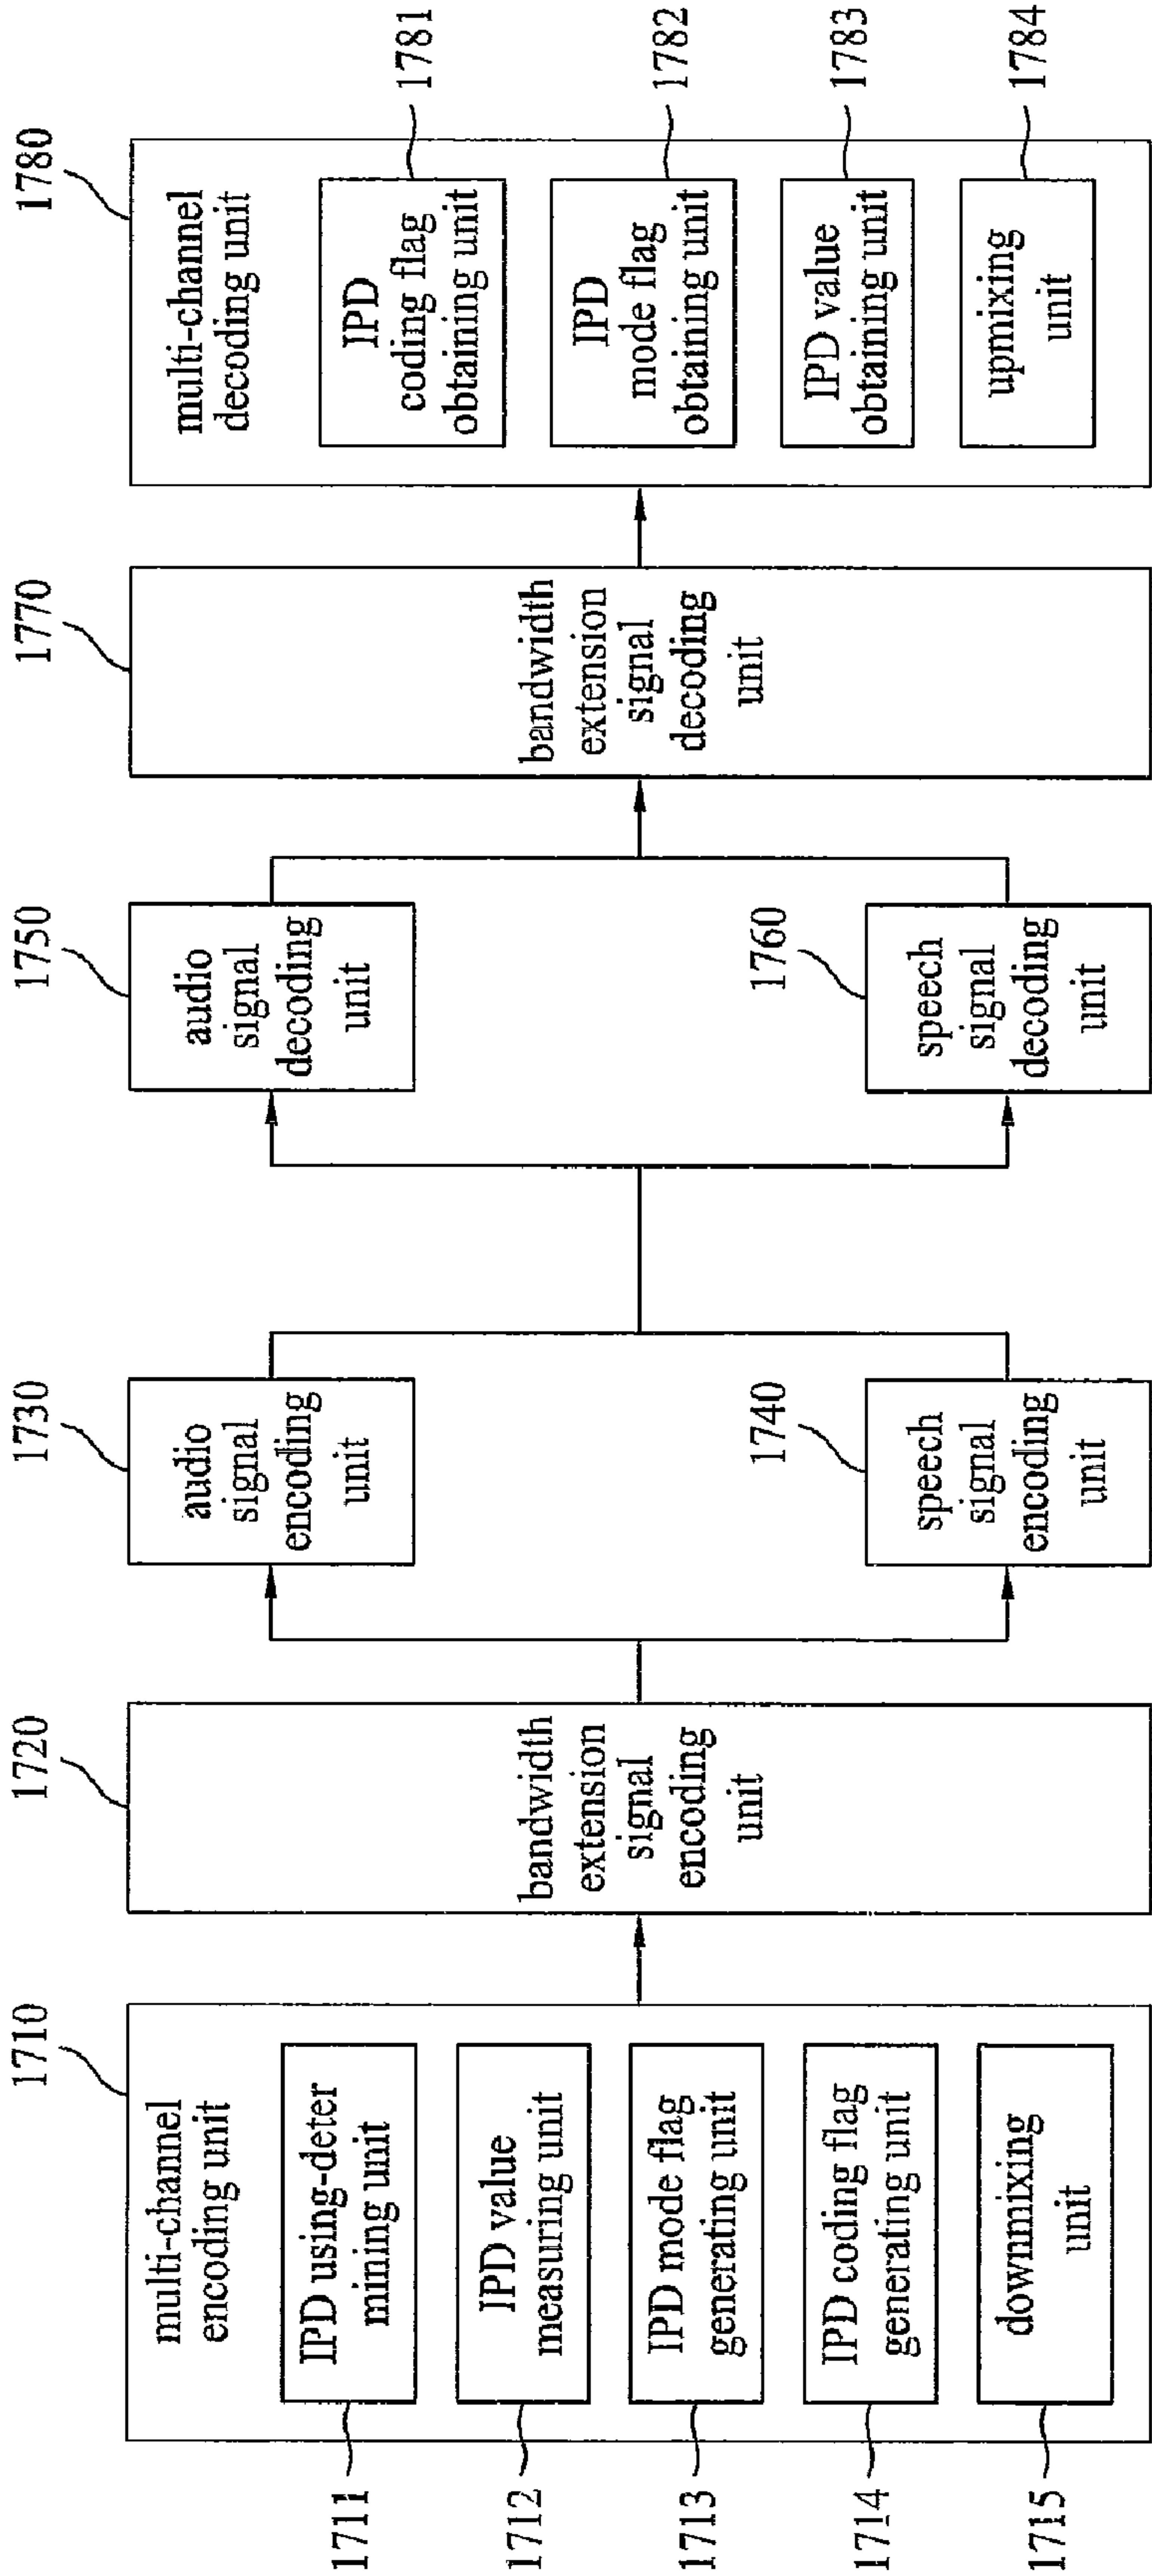 1710
multi-channel
encoding unit
1711
IPD using-deter
mining unit
1712
IPD value
measuring unit
1713
IPD mode flag
generating unit
1714
IPD coding flag
generating unit
1715
downmixing
unit
1720
bandwidth
extension
signal
encoding
unit
1730
audio
signal
encoding
unit
1740
speech
signal
encoding
unit
1750
audio
signal
decoding
unit
1760
speech
signal
decoding
unit
1770
bandwidth
extension
signal
decoding
unit
1780
multi-channel
decoding unit
IPD
coding flag
obtaining unit
1781
IPD
mode flag
obtaining unit
1782
IPD value
obtaining unit
1783
upmixing
unit
1784